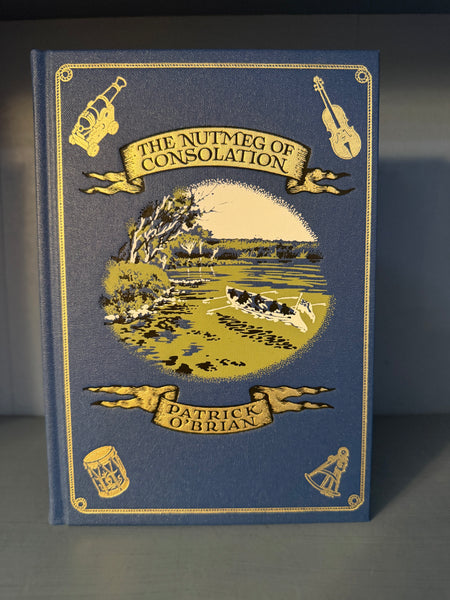 THE NUTMEG OF
CONSOLATION
PATRICK
O'BRIAN